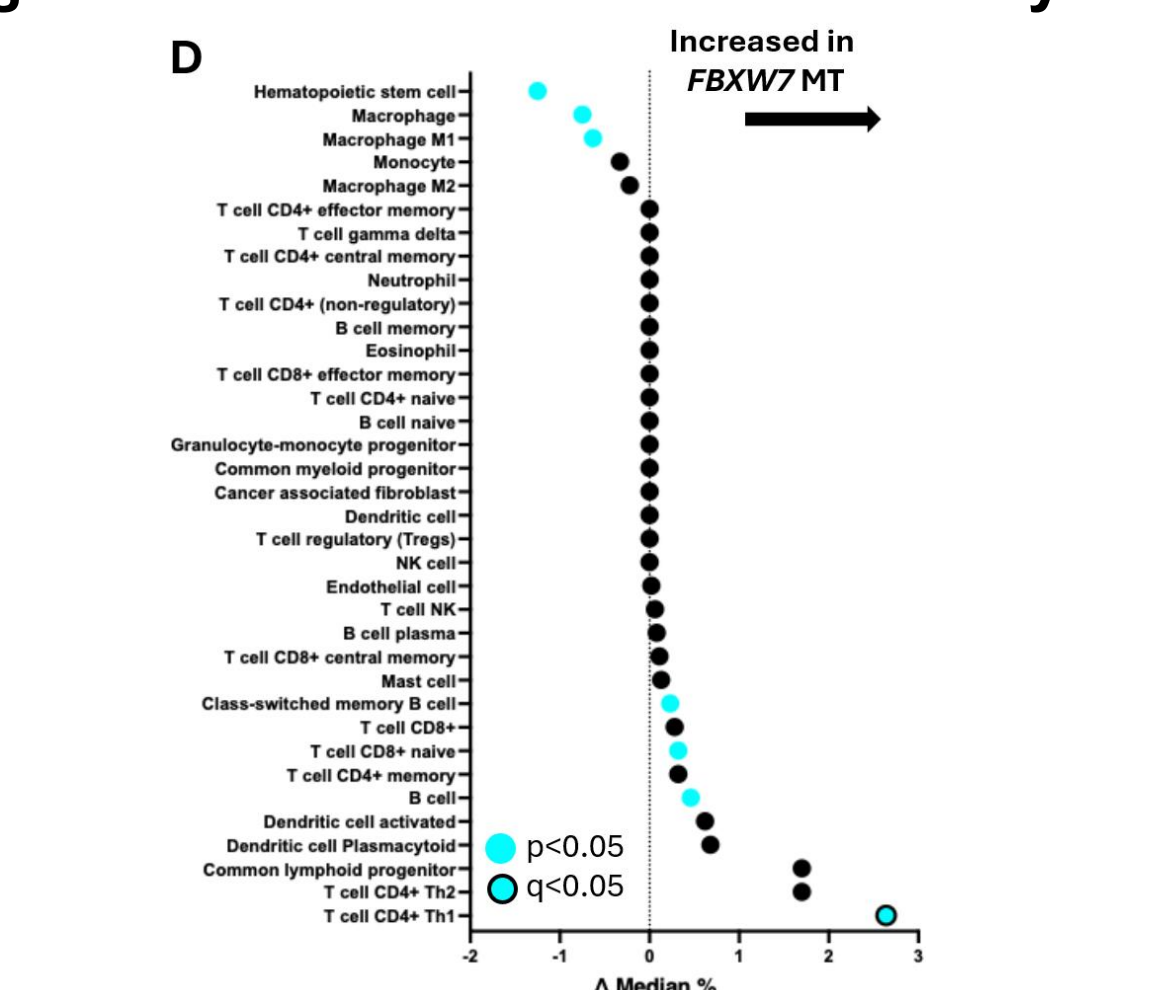 D
Increased in
FBXW7 MT
Hematopoietic stem cell
Macrophage
Macrophage M1
Monocyte
Macrophage M2
T cell CD4+ effector memory
T cell gamma delta
T cell CD4+ central memory
Neutrophil
T cell CD4+ (non-regulatory)
B cell memory
Eosinophil
T cell CD8+ effector memory
T cell CD4+ naive
B cell naive
Granulocyte-monocyte progenitor
Common myeloid progenitor
Cancer associated fibroblast
Dendritic cell
T cell regulatory (Tregs)
NK cell
Endothelial cell
T cell NK
B cell plasma
T cell CD8+ central memory
Mast cell
Class-switched memory B cell
T cell CD8+
T cell CD8+ naive
T cell CD4+ memory
B cell
Dendritic cell activated
Dendritic cell Plasmacytoid
Common lymphoid progenitor
T cell CD4+ Th2
T cell CD4+ Th1
p<0.05
q<0.05
-2 -1 0 1 2 3
Δ Median %